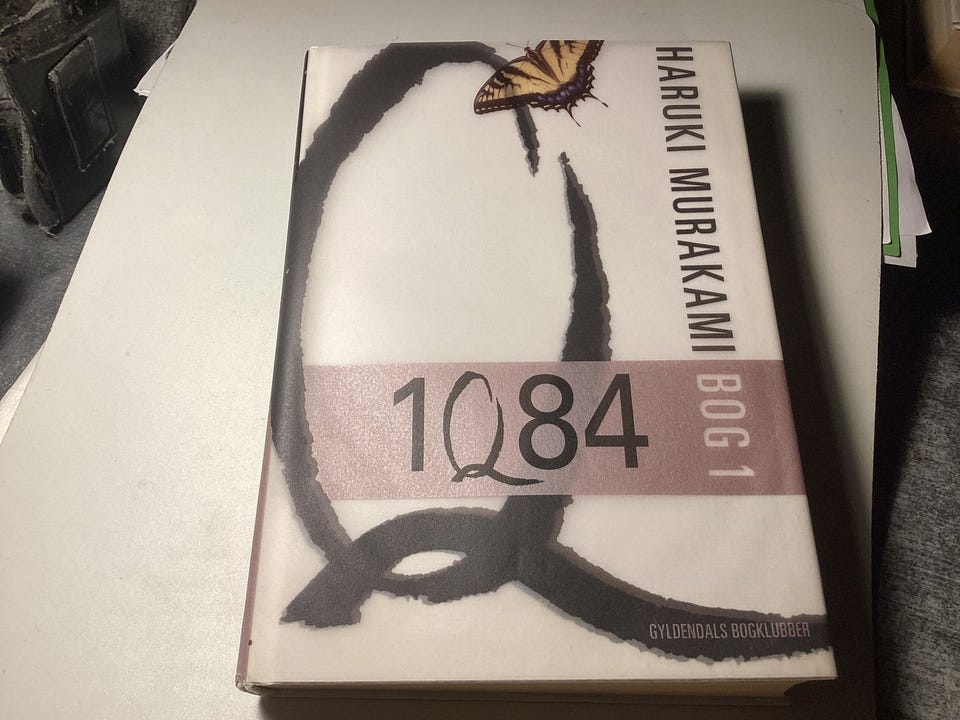 HARUKI MURAKAMI BOG 1
1Q84
GYLDENDALS BOGKLUBBER